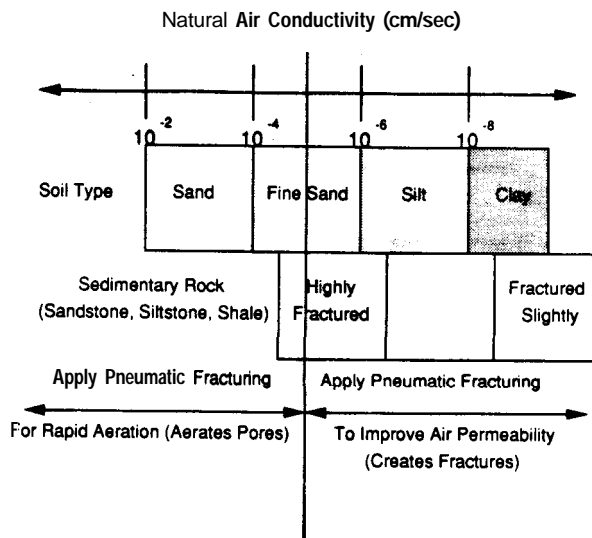 Natural Air Conductivity (cm/sec)
10⁻² 10⁻⁴ 10⁻⁶ 10⁻⁸
Soil Type Sand Fine Sand Silt Clay
Sedimentary Rock
(Sandstone, Siltstone, Shale)
Highly
Fractured
Fractured
Slightly
Apply Pneumatic Fracturing
For Rapid Aeration (Aerates Pores)
Apply Pneumatic Fracturing
To Improve Air Permeability
(Creates Fractures)